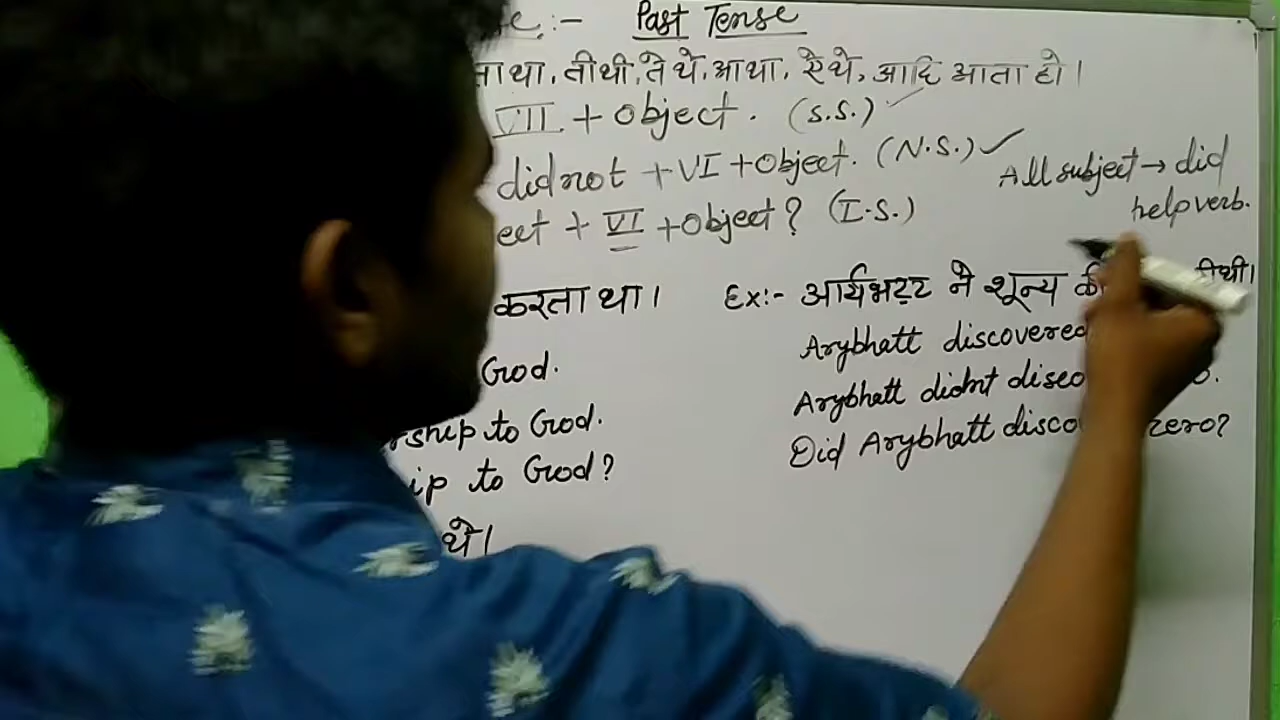 :- Past Tense
ता था, ती थी, ते थे, आ था, ऐ थे, आदि आता हो।
VII + Object. (S.S.)
did not + VI + Object. (N.S.) ✓
All subject → did
help verb.
ect + VI + Object? (I.S.)
करता था।
Ex:- आर्यभट्ट ने शून्य की थी।
God.
Arybhatt discovered
Arybhatt didnt disco o.
rship to God.
Did Arybhatt disco zero?
ip to God?
थे।